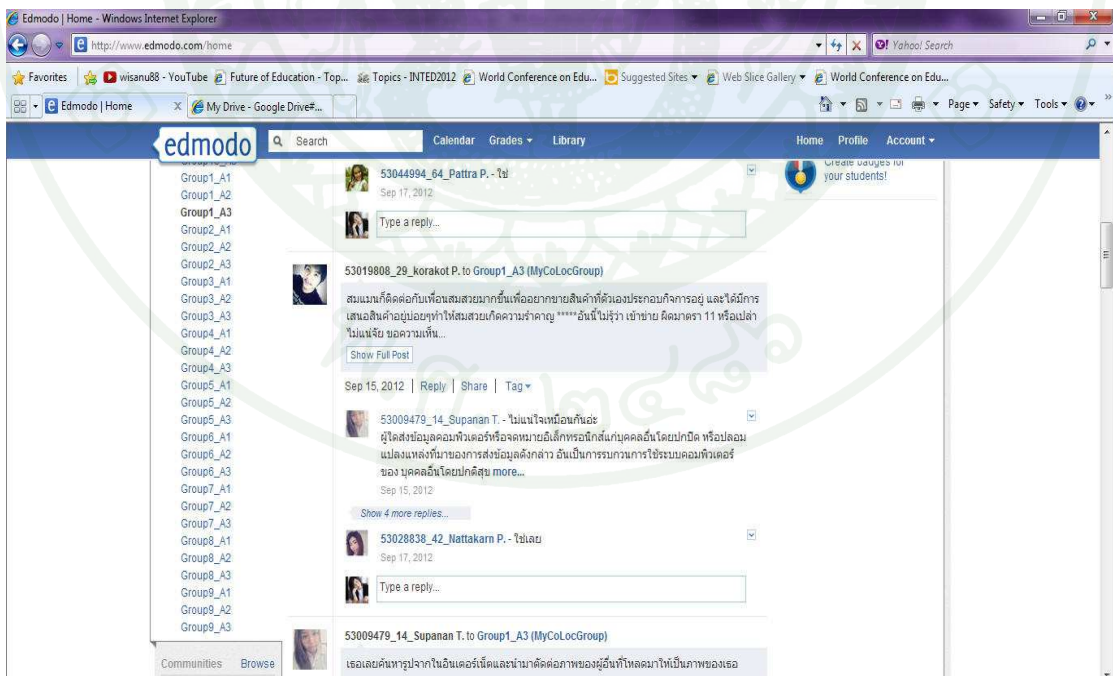 Edmodo | Home - Windows Internet Explorer
http://www.edmodo.com/home
Yahoo! Search
Favorites wisanu88 - YouTube Future of Education - Top... Topics - INTED2012 World Conference on Edu... Suggested Sites Web Slice Gallery World Conference on Edu...
Edmodo | Home X My Drive - Google Drive#... Page Safety Tools
edmodo Search Calendar Grades Library Home Profile Account
Group1_A1
Group1_A2
Group1_A3
Group2_A1
Group2_A2
Group2_A3
Group3_A1
Group3_A2
Group3_A3
Group4_A1
Group4_A2
Group4_A3
Group5_A1
Group5_A2
Group5_A3
Group6_A1
Group6_A2
Group6_A3
Group7_A1
Group7_A2
Group7_A3
Group8_A1
Group8_A2
Group8_A3
Group9_A1
Group9_A2
Group9_A3
Communities Browse
53044994_64_Pattra P. - ใช่
Sep 17, 2012
Type a reply...
53019808_29_korakot P. to Group1_A3 (MyCoLocGroup)
สมแมนก็ติดต่อกับเพื่อนสมสวยมากขึ้นเพื่ออยากขายสินค้าที่ตัวเองประกอบกิจการอยู่ และได้มีการ
เสนอสินค้าอยู่บ่อยๆทำให้สมสวยเกิดความรำคาญ *****อันนี้ไม่รู้ว่า เข้าข่าย ผิดมาตรา 11 หรือเปล่า
ไม่แน่จัย ขอความเห็น...
Show Full Post
Sep 15, 2012 | Reply | Share | Tag
53009479_14_Supanan T. - ไม่แน่ใจเหมือนกันอ่ะ
ผู้ใดส่งข้อมูลคอมพิวเตอร์หรือจดหมายอิเล็กทรอนิกส์แก่บุคคลอื่นโดยปกปิด หรือปลอม
แปลงแหล่งที่มาของการส่งข้อมูลดังกล่าว อันเป็นการรบกวนการใช้ระบบคอมพิวเตอร์
ของ บุคคลอื่นโดยปกติสุข more...
Sep 15, 2012
Show 4 more replies...
53028838_42_Nattakarn P. - ใช่เลย
Sep 17, 2012
Type a reply...
53009479_14_Supanan T. to Group1_A3 (MyCoLocGroup)
เธอเลยค้นหารูปจากในอินเตอร์เน็ตและนำมาตัดต่อภาพของผู้อื่นที่โหลดมาให้เป็นภาพของเธอ
Create badges for
your students!